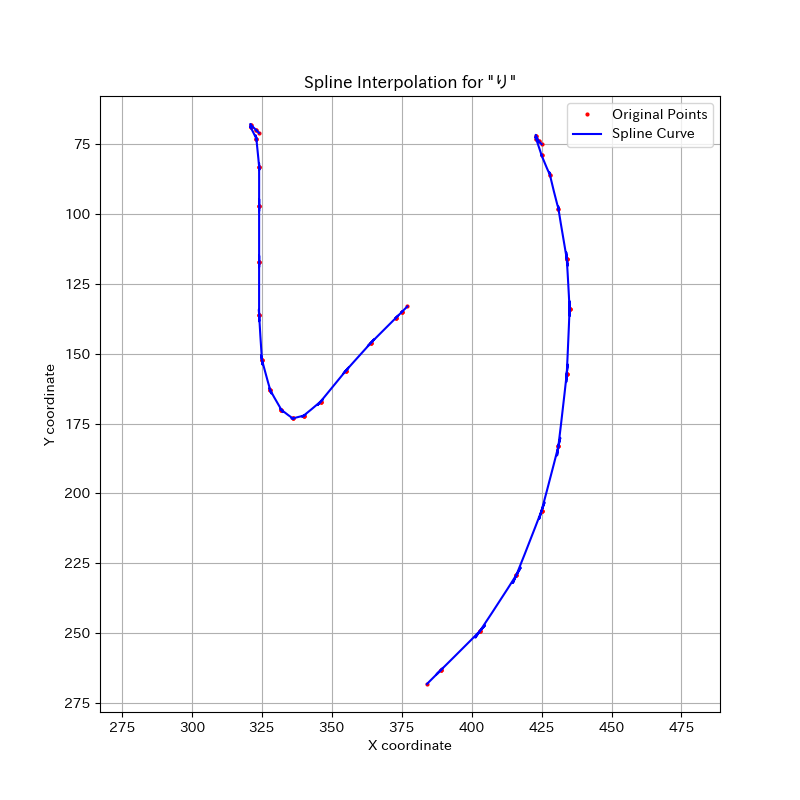 Spline Interpolation for "り"
Original Points
Spline Curve
Y coordinate
75
100
125
150
175
200
225
250
275
275 300 325 350 375 400 425 450 475
X coordinate